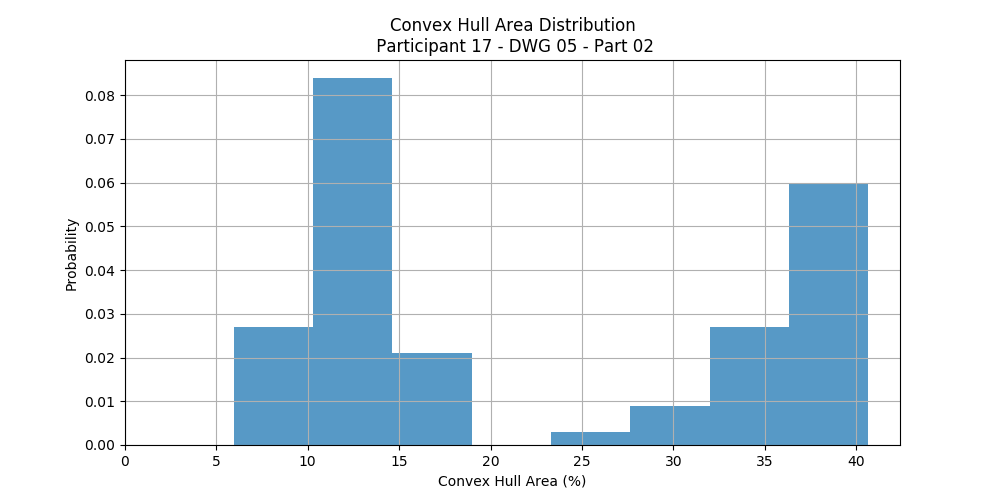 Convex Hull Area Distribution
Participant 17 - DWG 05 - Part 02
0.08
0.07
0.06
0.05
0.04
0.03
0.02
0.01
0.00
Probability
0 5 10 15 20 25 30 35 40
Convex Hull Area (%)